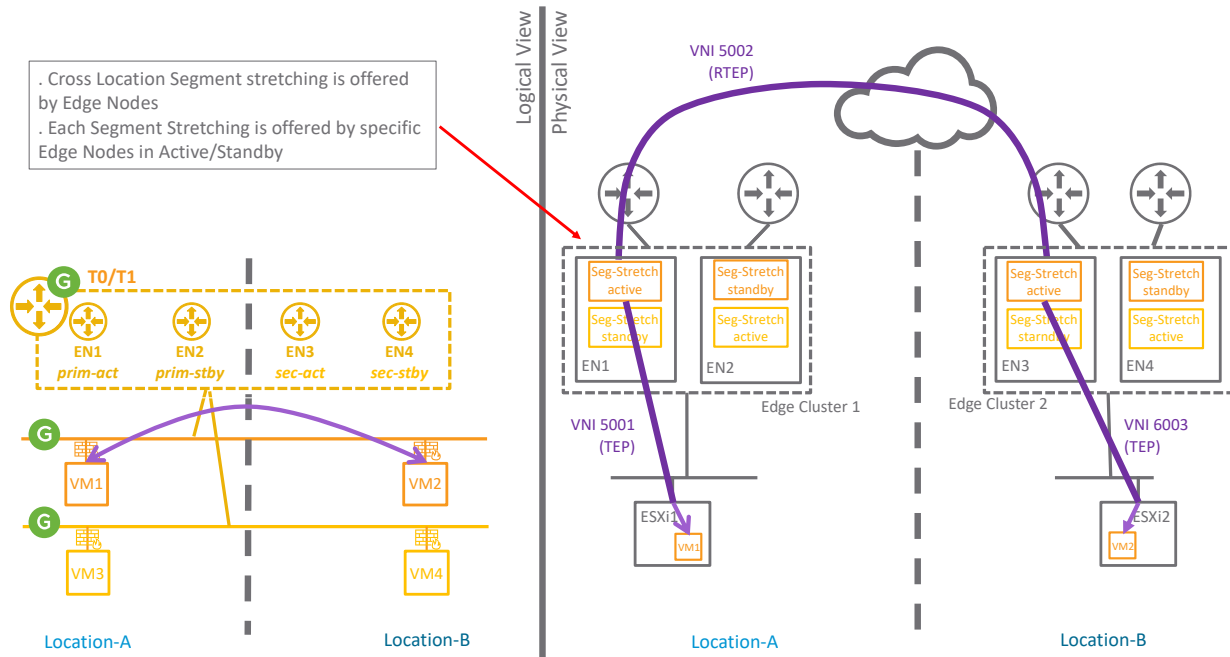 . Cross Location Segment stretching is offered
by Edge Nodes
. Each Segment Stretching is offered by specific
Edge Nodes in Active/Standby
Logical View
Physical View
G
T0/T1
EN1
prim-act
EN2
prim-stby
EN3
sec-act
EN4
sec-stby
G
VM1
VM2
G
VM3
VM4
Location-A
Location-B
VNI 5002
(RTEP)
Seg-Stretch
active
Seg-Stretch
standby
EN1
Seg-Stretch
standby
Seg-Stretch
active
EN2
Edge Cluster 1
Seg-Stretch
active
Seg-Stretch
starndby
EN3
Seg-Stretch
standby
Seg-Stretch
active
EN4
Edge Cluster 2
VNI 5001
(TEP)
VNI 6003
(TEP)
ESXi1
VM1
ESXi2
VM2
Location-A
Location-B